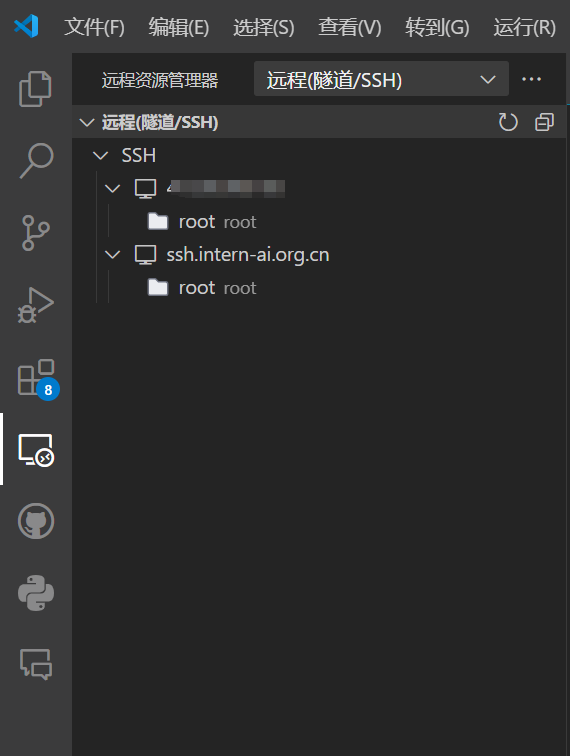 文件(F) 编辑(E) 选择(S) 查看(V) 转到(G) 运行(R)
远程资源管理器 远程(隧道/SSH)
远程(隧道/SSH)
SSH
root root
ssh.intern-ai.org.cn
root root
8